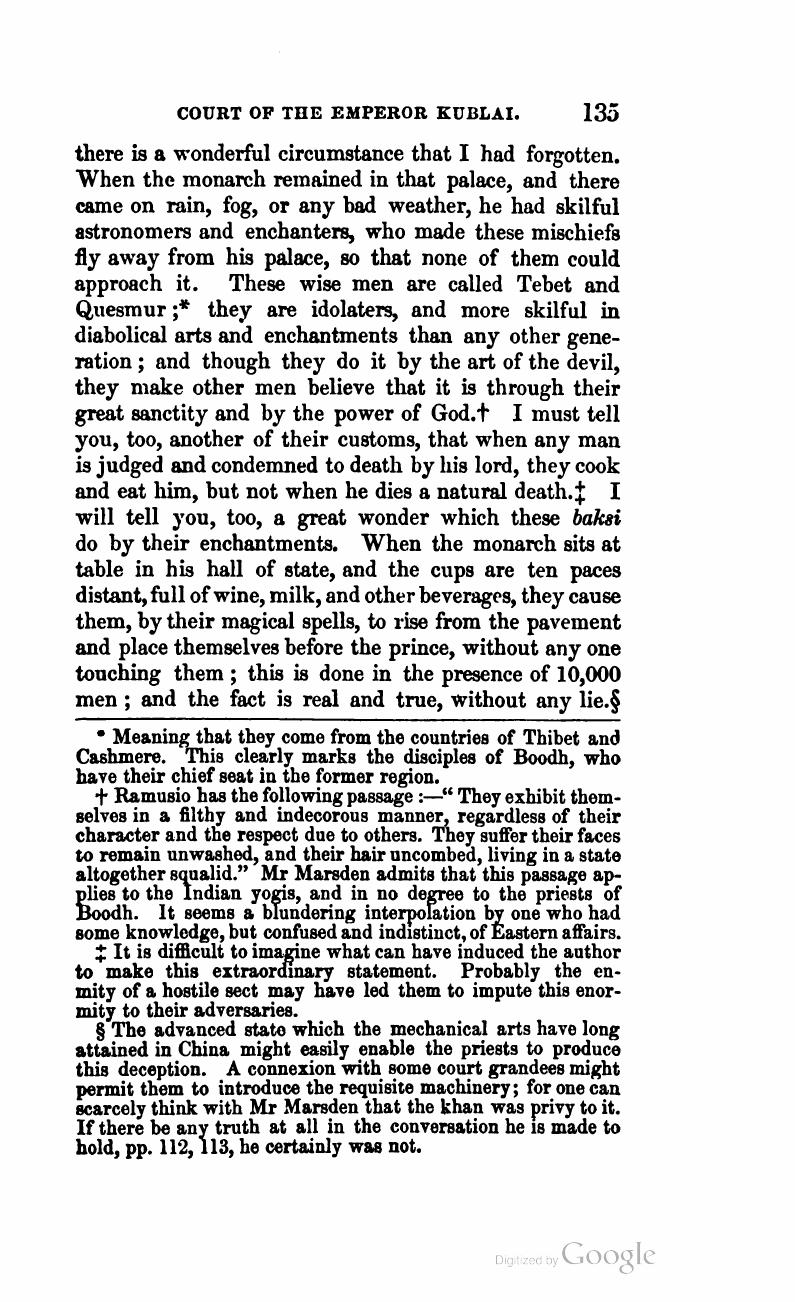 COURT OF THE EMPEROR KUBLAI. 135
there is a wonderful circumstance that I had forgotten.
When the monarch remained in that palace, and there
came on rain, fog, or any bad weather, he had skilful
astronomers and enchanters, who made these mischiefs
fly away from his palace, so that none of them could
approach it. These wise men are called Tebet and
Quesmur ;* they are idolaters, and more skilful in
diabolical arts and enchantments than any other gene-
ration ; and though they do it by the art of the devil,
they make other men believe that it is through their
great sanctity and by the power of God.† I must tell
you, too, another of their customs, that when any man
is judged and condemned to death by his lord, they cook
and eat him, but not when he dies a natural death.‡ I
will tell you, too, a great wonder which these baksi
do by their enchantments. When the monarch sits at
table in his hall of state, and the cups are ten paces
distant, full of wine, milk, and other beverages, they cause
them, by their magical spells, to rise from the pavement
and place themselves before the prince, without any one
touching them ; this is done in the presence of 10,000
men ; and the fact is real and true, without any lie.§
* Meaning that they come from the countries of Thibet and
Cashmere. This clearly marks the disciples of Boodh, who
have their chief seat in the former region.
† Ramusio has the following passage :—“ They exhibit them-
selves in a filthy and indecorous manner, regardless of their
character and the respect due to others. They suffer their faces
to remain unwashed, and their hair uncombed, living in a state
altogether squalid.” Mr Marsden admits that this passage ap-
plies to the Indian yogis, and in no degree to the priests of
Boodh. It seems a blundering interpolation by one who had
some knowledge, but confused and indistinct, of Eastern affairs.
‡ It is difficult to imagine what can have induced the author
to make this extraordinary statement. Probably the en-
mity of a hostile sect may have led them to impute this enor-
mity to their adversaries.
§ The advanced state which the mechanical arts have long
attained in China might easily enable the priests to produce
this deception. A connexion with some court grandees might
permit them to introduce the requisite machinery; for one can
scarcely think with Mr Marsden that the khan was privy to it.
If there be any truth at all in the conversation he is made to
hold, pp. 112, 113, he certainly was not.
Digitized by Google